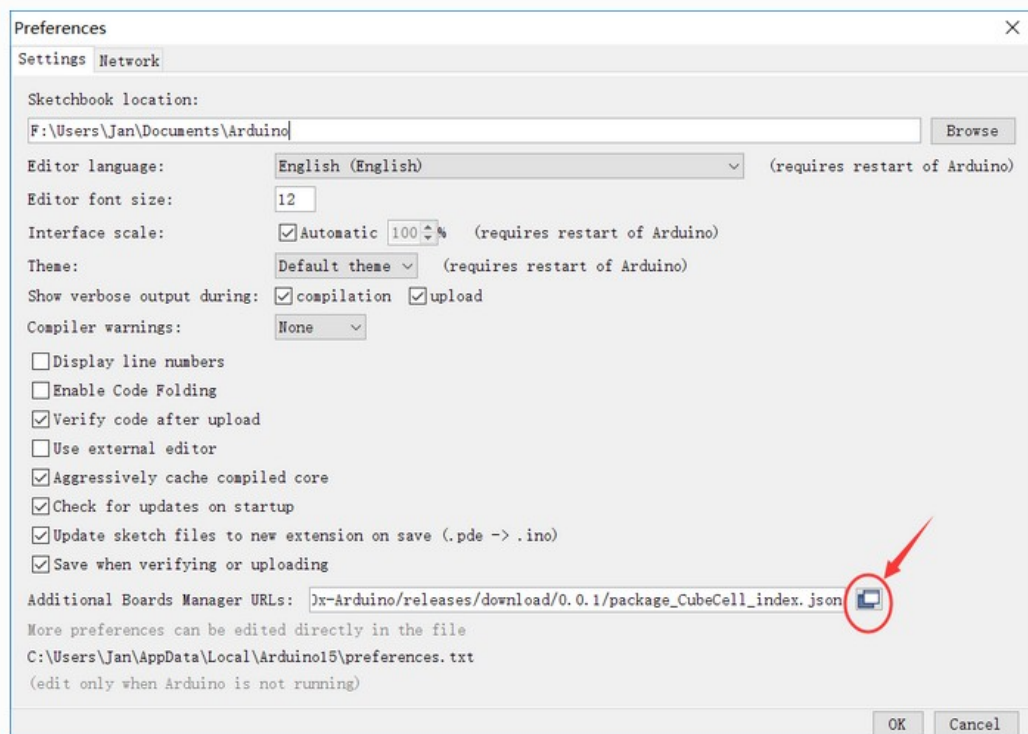 Preferences
Settings Network
Sketchbook location:
F:\Users\Jan\Documents\Arduino Browse
Editor language: English (English) (requires restart of Arduino)
Editor font size: 12
Interface scale: Automatic 100 % (requires restart of Arduino)
Theme: Default theme (requires restart of Arduino)
Show verbose output during: compilation upload
Compiler warnings: None
Display line numbers
Enable Code Folding
Verify code after upload
Use external editor
Aggressively cache compiled core
Check for updates on startup
Update sketch files to new extension on save (.pde -> .ino)
Save when verifying or uploading
Additional Boards Manager URLs: x-Arduino/releases/download/0.0.1/package_CubeCell_index.json
More preferences can be edited directly in the file
C:\Users\Jan\AppData\Local\Arduino15\preferences.txt
(edit only when Arduino is not running)
OK Cancel